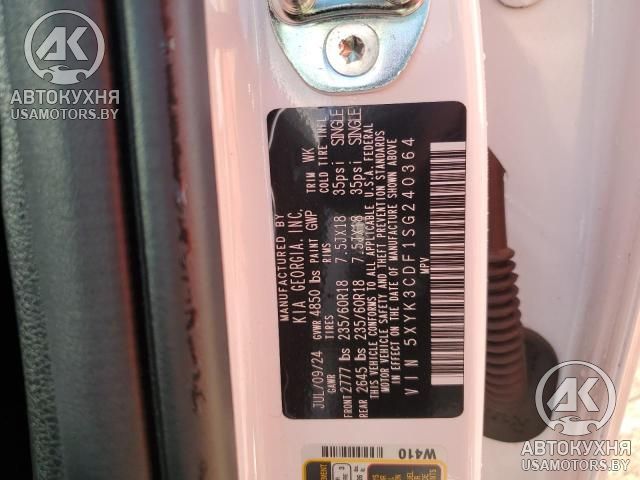 AK
АВТОКУХНЯ
USAMOTORS.BY
MANUFACTURED BY
KIA GEORGIA, INC.
JUL/09/24 GVWR 4850 lbs PAINT GWP TRIM WK
GAWR TIRES RIMS COLD TIRE INFL
FRONT 2777 lbs 235/60R18 7.5JX18 35psi SINGLE
REAR 2645 lbs 235/60R18 7.5JX18 35psi SINGLE
THIS VEHICLE CONFORMS TO ALL APPLICABLE U.S.A. FEDERAL
MOTOR VEHICLE SAFETY AND THEFT PREVENTION STANDARDS
IN EFFECT ON THE DATE OF MANUFACTURE SHOWN ABOVE
VIN 5XYK3CDF1SG240364
MPV
W410
AK
АВТОКУХНЯ
USAMOTORS.BY